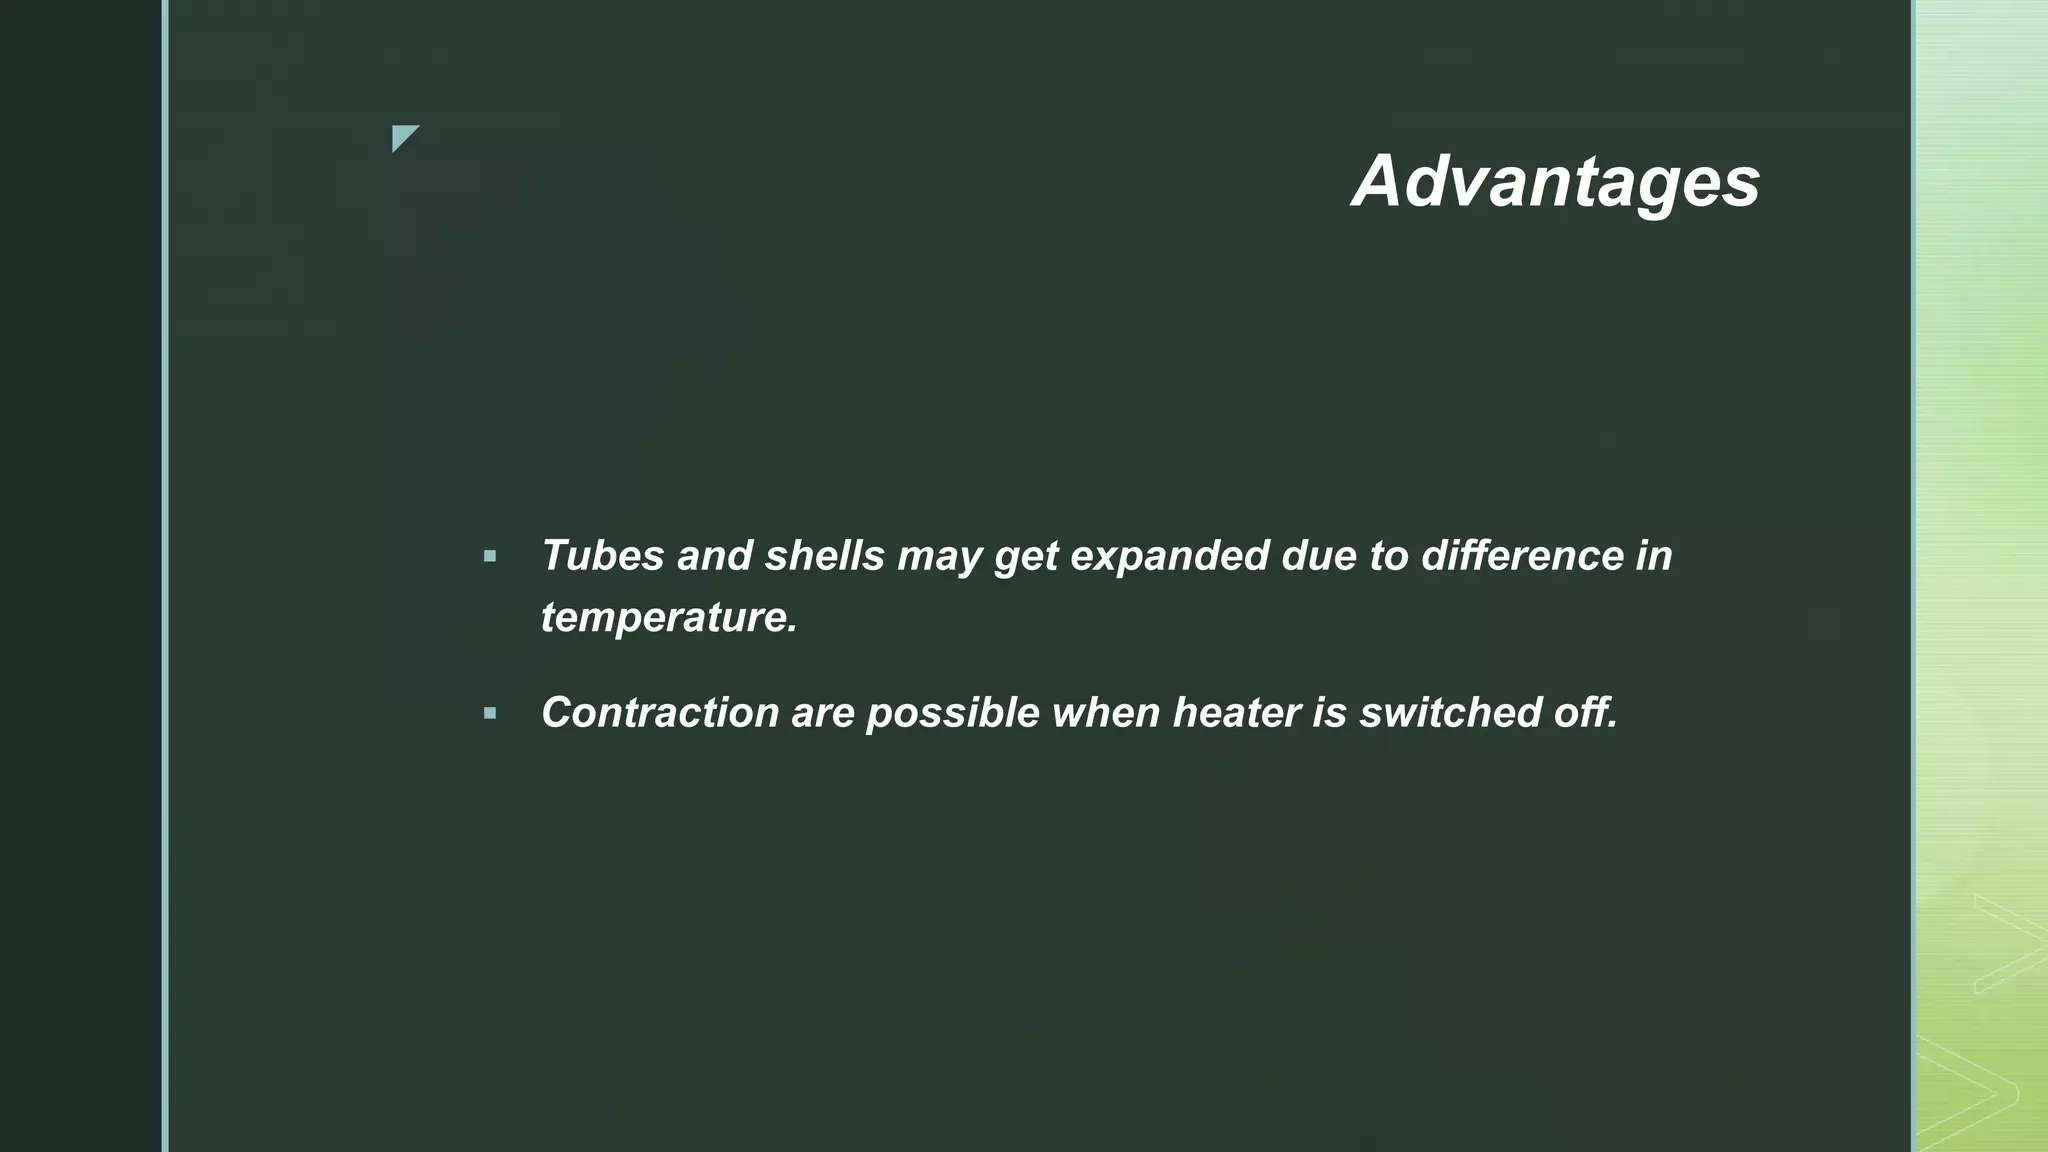 Advantages
Tubes and shells may get expanded due to difference in
temperature.
Contraction are possible when heater is switched off.